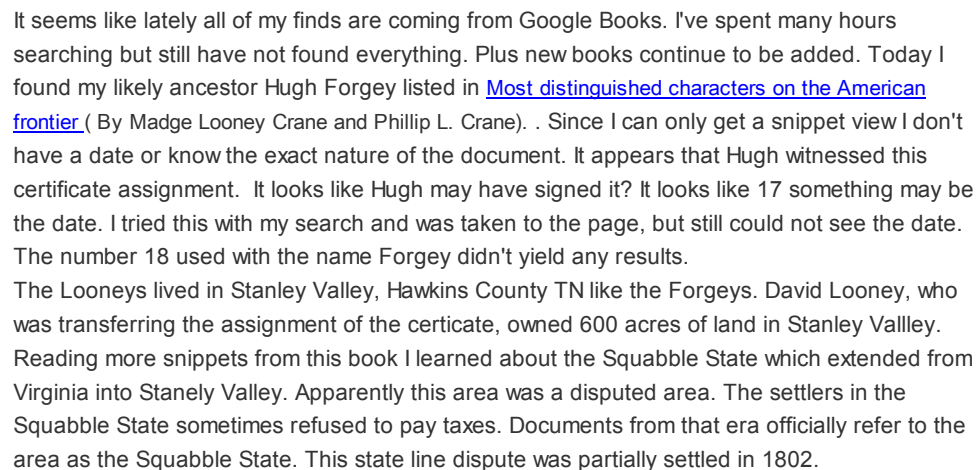 It seems like lately all of my finds are coming from Google Books. I've spent many hours
searching but still have not found everything. Plus new books continue to be added. Today I
found my likely ancestor Hugh Forgey listed in Most distinguished characters on the American
frontier ( By Madge Looney Crane and Phillip L. Crane). . Since I can only get a snippet view I don't
have a date or know the exact nature of the document. It appears that Hugh witnessed this
certificate assignment.  It looks like Hugh may have signed it? It looks like 17 something may be
the date. I tried this with my search and was taken to the page, but still could not see the date.
The number 18 used with the name Forgey didn't yield any results.
The Looneys lived in Stanley Valley, Hawkins County TN like the Forgeys. David Looney, who
was transferring the assignment of the certicate, owned 600 acres of land in Stanley Vallley.
Reading more snippets from this book I learned about the Squabble State which extended from
Virginia into Stanely Valley. Apparently this area was a disputed area. The settlers in the
Squabble State sometimes refused to pay taxes. Documents from that era officially refer to the
area as the Squabble State. This state line dispute was partially settled in 1802.